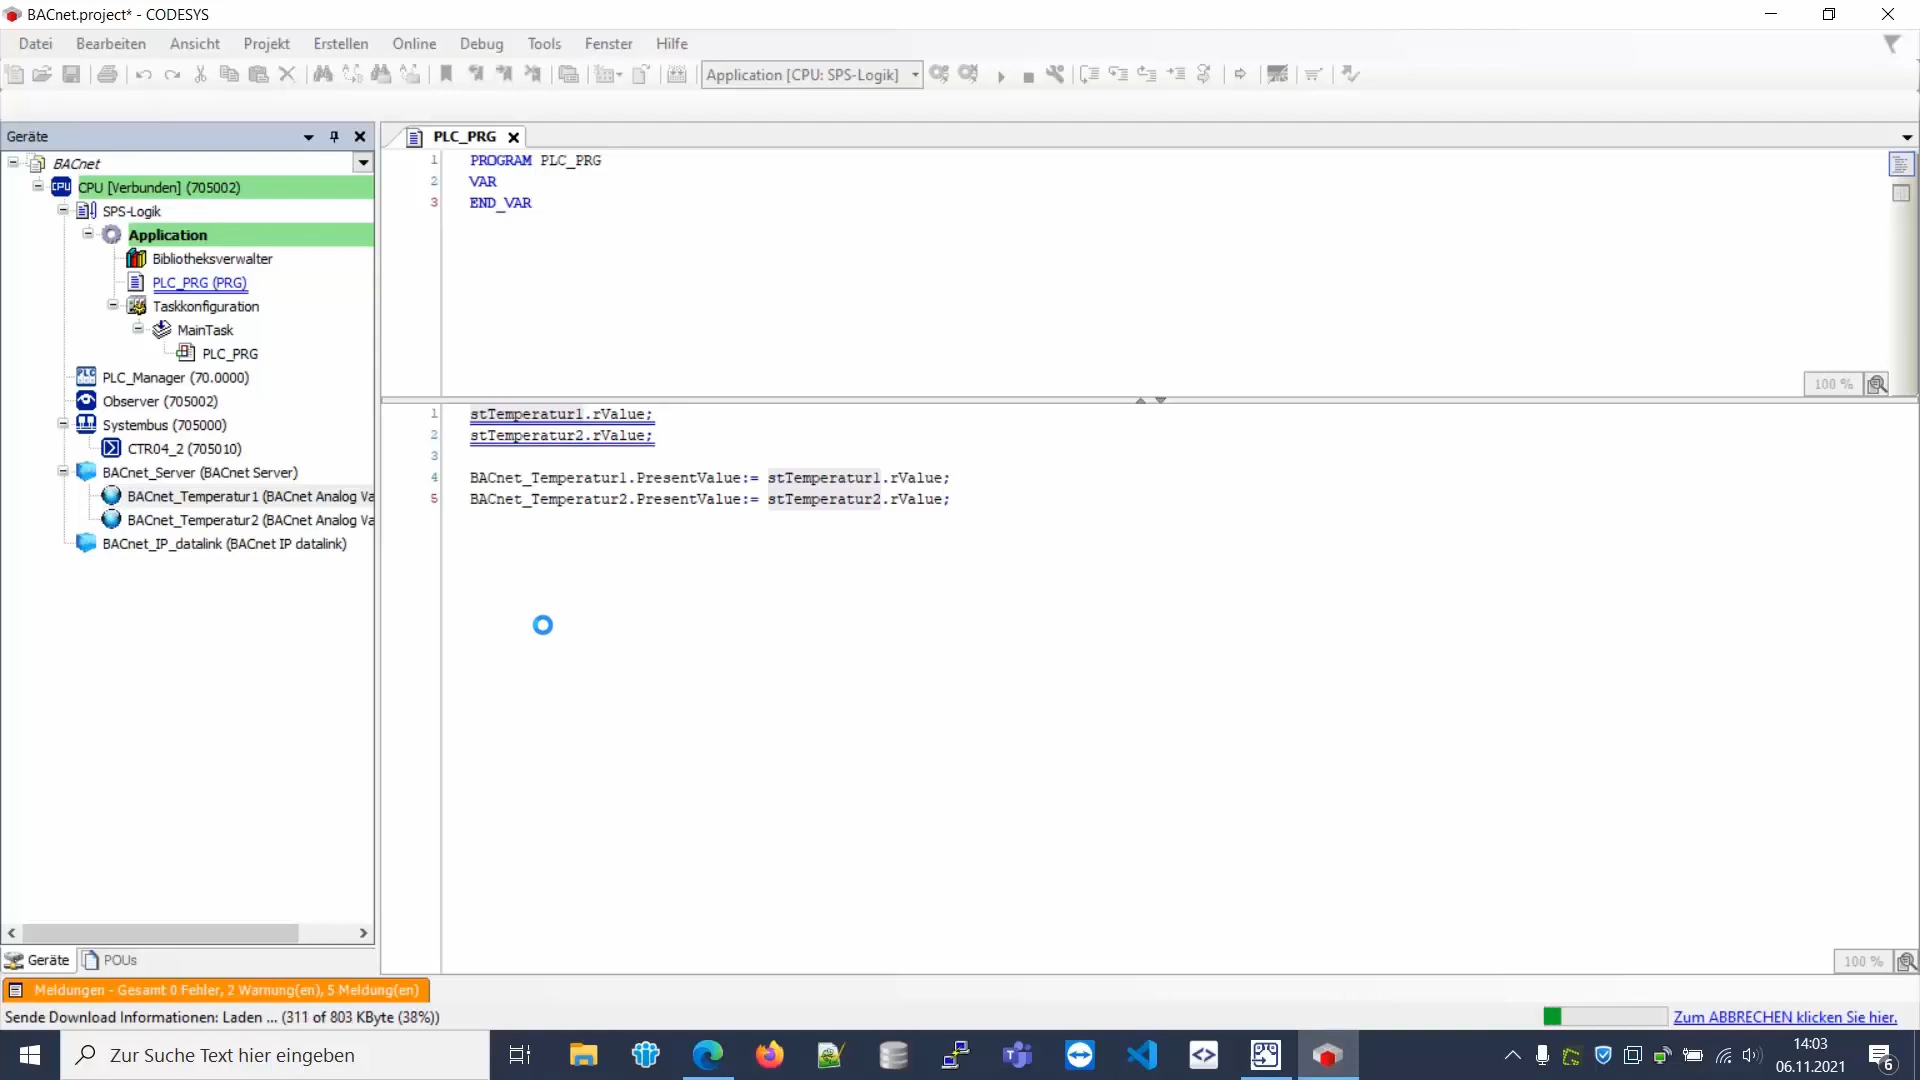 BACnet.project* - CODESYS
Datei Bearbeiten Ansicht Projekt Erstellen Online Debug Tools Fenster Hilfe
Application [CPU: SPS-Logik]
Geräte
BACnet
CPU [Verbunden] (705002)
SPS-Logik
Application
Bibliotheksverwalter
PLC_PRG (PRG)
Taskkonfiguration
MainTask
PLC_PRG
PLC_Manager (70.0000)
Observer (705002)
Systembus (705000)
CTR04_2 (705010)
BACnet_Server (BACnet Server)
BACnet_Temperatur1 (BACnet Analog Va
BACnet_Temperatur2 (BACnet Analog Va
BACnet_IP_datalink (BACnet IP datalink)
Geräte POUs
PLC_PRG
1 PROGRAM PLC_PRG
2 VAR
3 END_VAR
100 %
1 stTemperatur1.rValue;
2 stTemperatur2.rValue;
3
4 BACnet_Temperatur1.PresentValue:= stTemperatur1.rValue;
5 BACnet_Temperatur2.PresentValue:= stTemperatur2.rValue;
100 %
Meldungen - Gesamt 0 Fehler, 2 Warnung(en), 5 Meldung(en)
Sende Download Informationen: Laden ... (311 of 803 KByte (38%)) Zum ABBRECHEN klicken Sie hier.
Zur Suche Text hier eingeben
14:03
06.11.2021
6